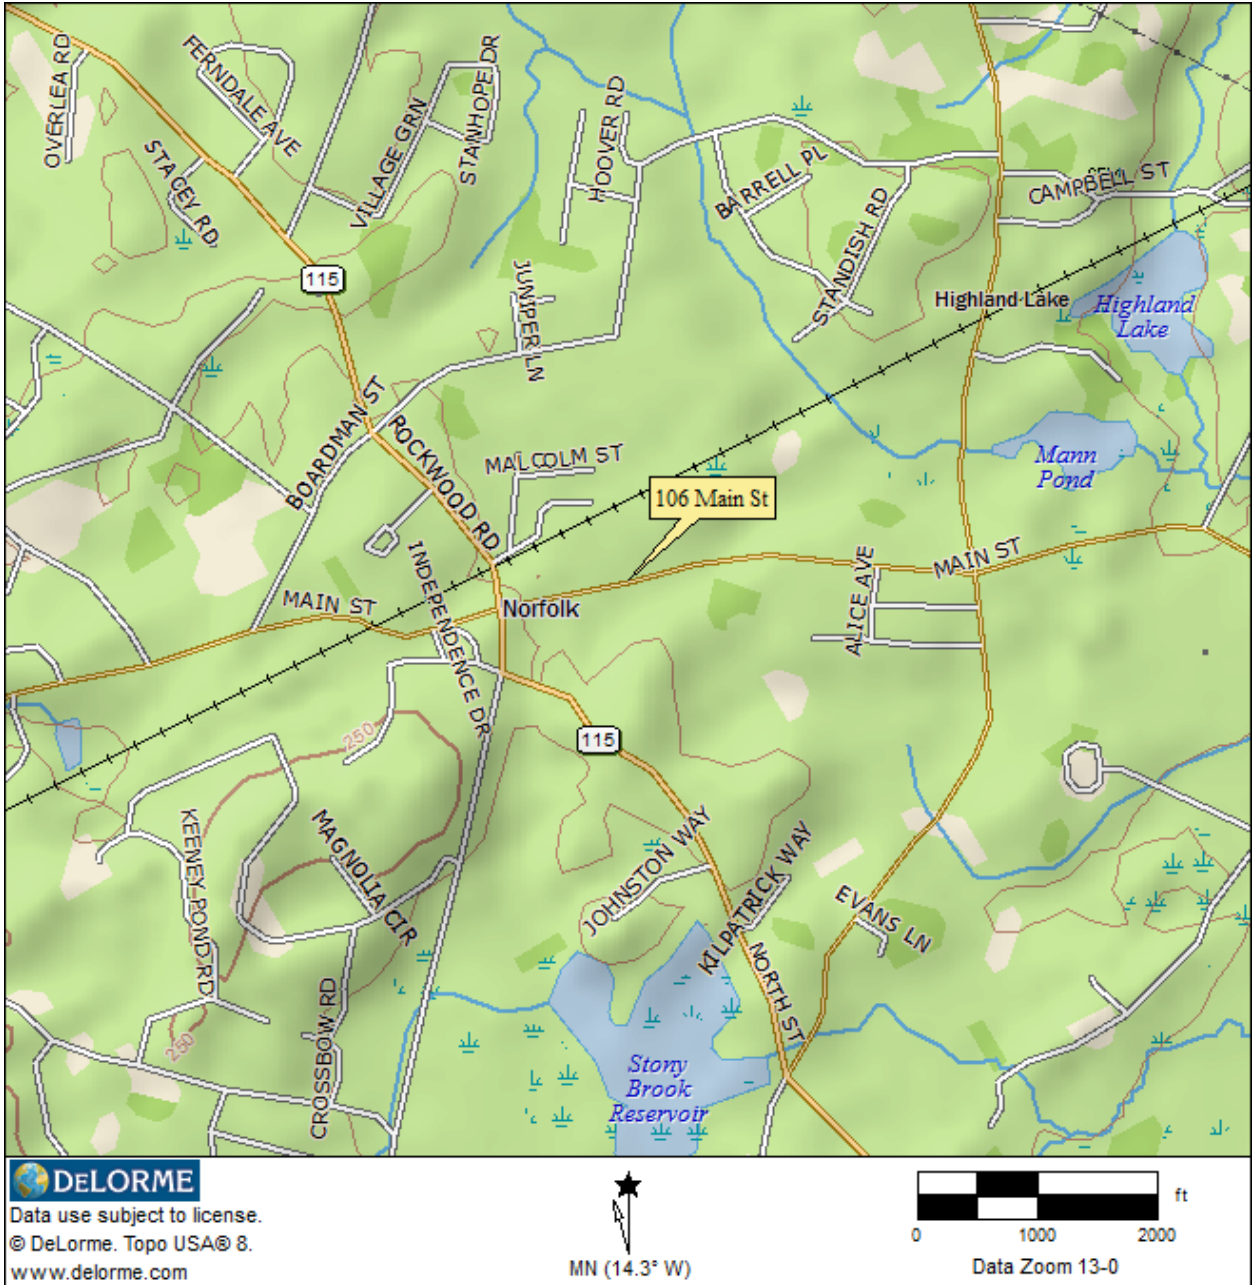 OVERLEA RD
FERNDALE AVE
STACEY RD
VILLAGE GRN
STANHOPE DR
HOOVER RD
BARRELL PL
STANDISH RD
CAMPBELL ST
115
JUNIPER LN
Highland Lake
Highland
Lake
BOARDMAN ST
ROCKWOOD RD
MALCOLM ST
Mann
Pond
106 Main St
INDEPENDENCE DR
MAIN ST
Norfolk
ALICE AVE
MAIN ST
250
115
KEENEY POND RD
MAGNOLIA CIR
JOHNSTON WAY
KILPATRICK WAY
EVANS LN
NORTH ST
CROSSBOW RD
250
Stony
Brook
Reservoir
DELORME
Data use subject to license.
© DeLorme. Topo USA® 8.
www.delorme.com
MN (14.3° W)
ft
0 1000 2000
Data Zoom 13-0